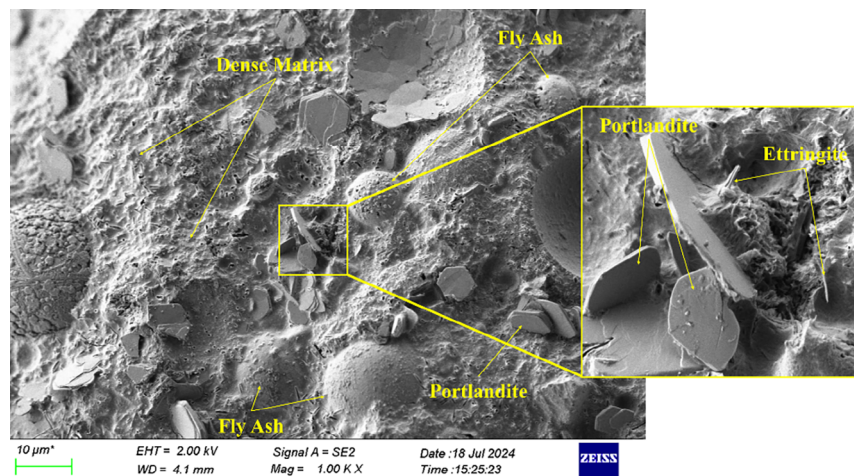 Fly Ash
Dense Matrix
Portlandite
Ettringite
Portlandite
Fly Ash
10 µm*
EHT = 2.00 kV
Signal A = SE2
Date :18 Jul 2024
WD = 4.1 mm
Mag = 1.00 K X
Time :15:25:23
ZEISS